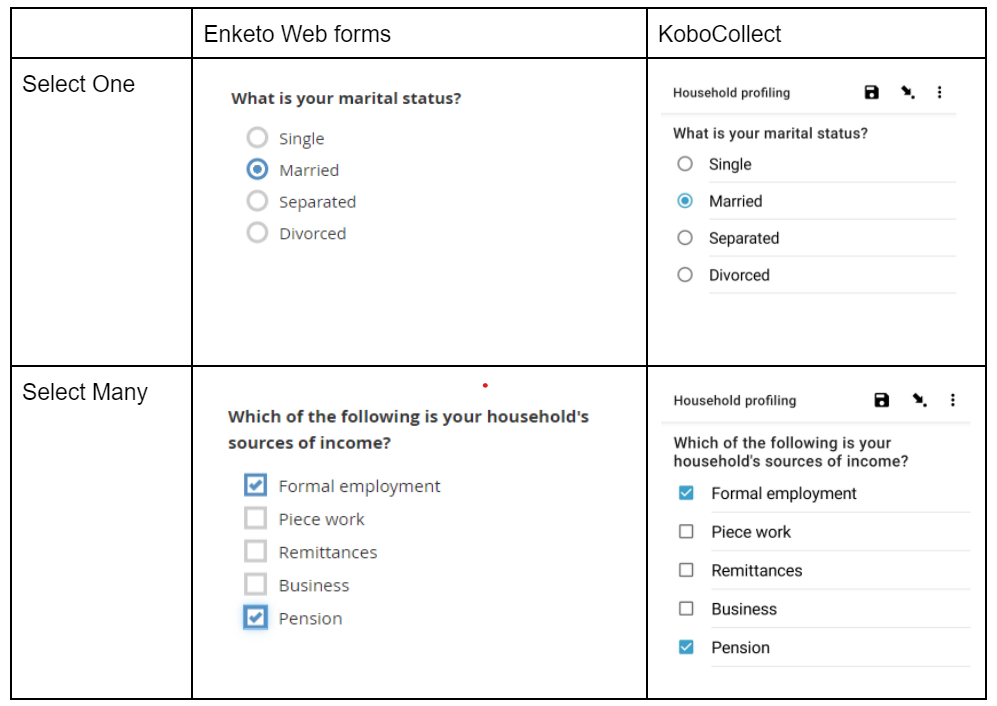 Enketo Web forms
KoboCollect
Select One
What is your marital status?
Single
Married
Separated
Divorced
Household profiling
What is your marital status?
Single
Married
Separated
Divorced
Select Many
Which of the following is your household's
sources of income?
Formal employment
Piece work
Remittances
Business
Pension
Household profiling
Which of the following is your
household's sources of income?
Formal employment
Piece work
Remittances
Business
Pension